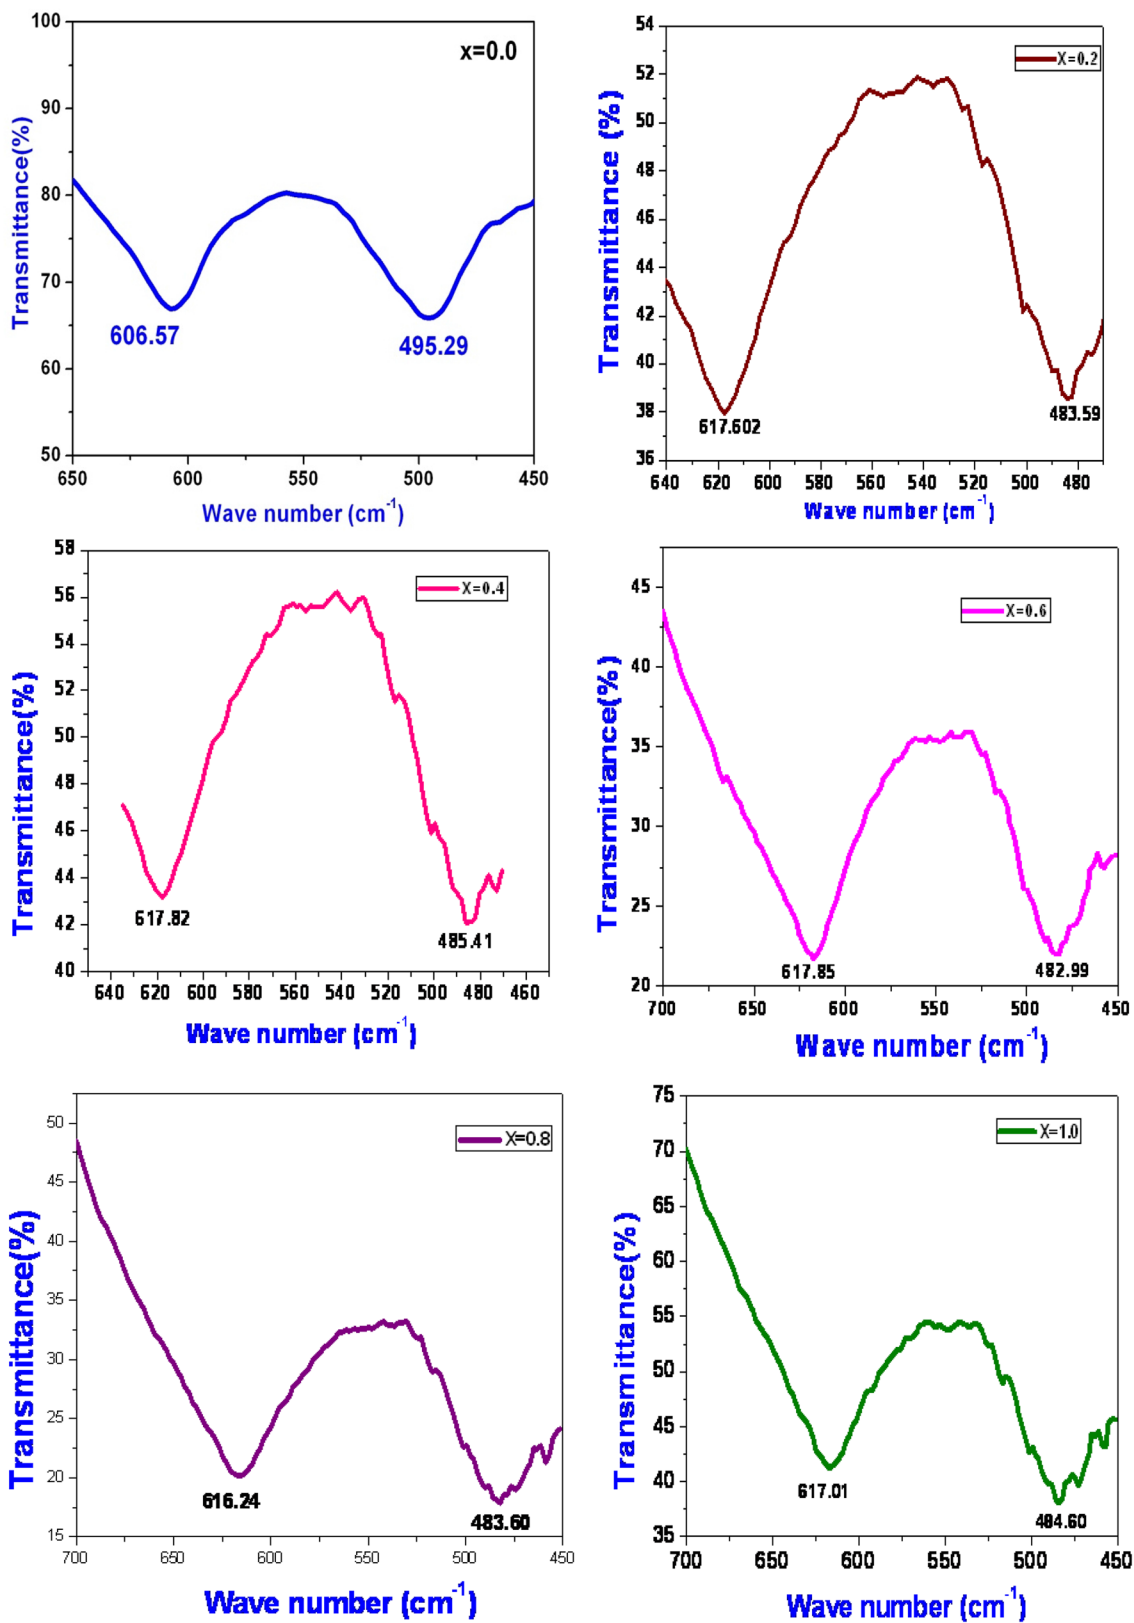 100
90
80
70
60
50
Transmittance(%)
x=0.0
606.57
495.29
650 600 550 500 450
Wave number (cm⁻¹)
54
52
50
48
46
44
42
40
38
36
Transmittance (%)
X=0.2
617.602
483.59
640 620 600 580 560 540 520 500 480
Wave number (cm⁻¹)
58
56
54
52
50
48
46
44
42
40
Transmittance(%)
X=0.4
617.82
485.41
640 620 600 580 560 540 520 500 480 460
Wave number (cm⁻¹)
45
40
35
30
25
20
Transmittance(%)
X=0.6
617.85
482.99
700 650 600 550 500 450
Wave number (cm⁻¹)
50
45
40
35
30
25
20
15
Transmittance(%)
X=0.8
616.24
483.60
700 650 600 550 500 450
Wave number (cm⁻¹)
75
70
65
60
55
50
45
40
35
Transmittance(%)
X=1.0
617.01
484.60
700 650 600 550 500 450
Wave number (cm⁻¹)